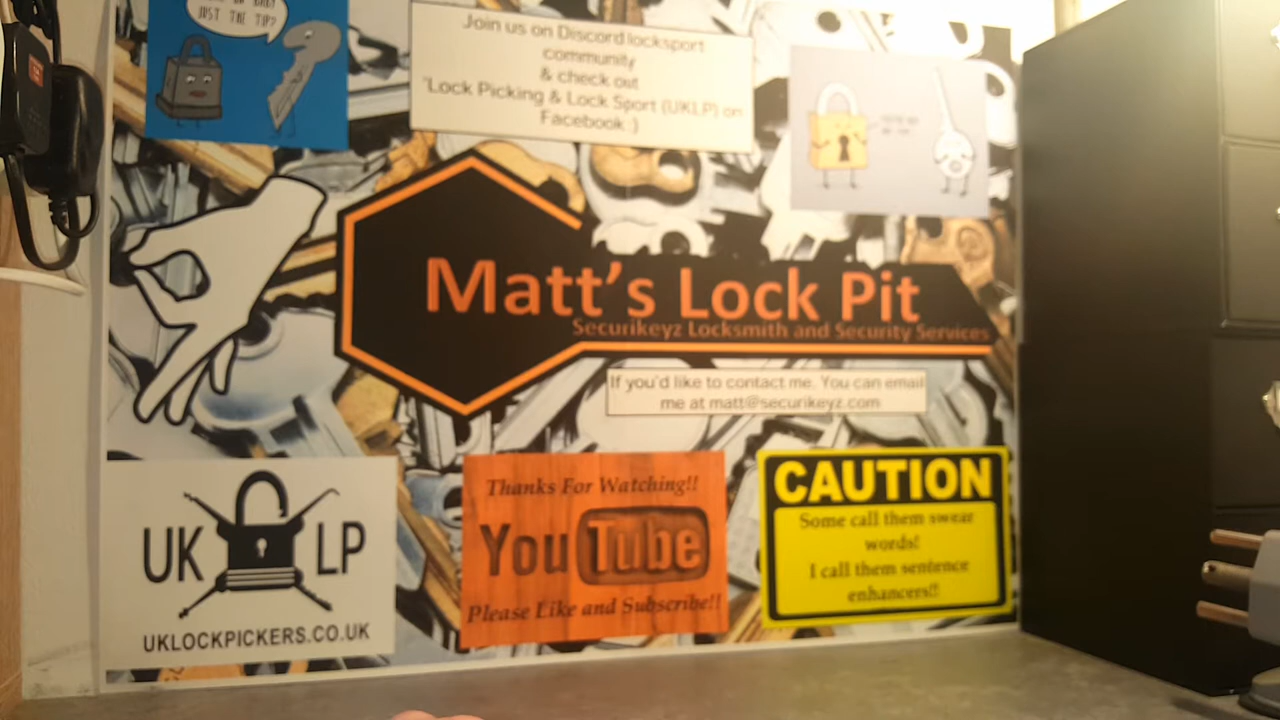 JUST THE TIP?
Join us on Discord locksport
community
& check out
'Lock Picking & Lock Sport (UKLP) on
Facebook :)
Matt's Lock Pit
Securikeyz Locksmith and Security Services
If you'd like to contact me. You can email
me at matt@securikeyz.com
UK LP
UKLOCKPICKERS.CO.UK
Thanks For Watching!!
YouTube
Please Like and Subscribe!!
CAUTION
Some call them swear
words!
I call them sentence
enhancers!!